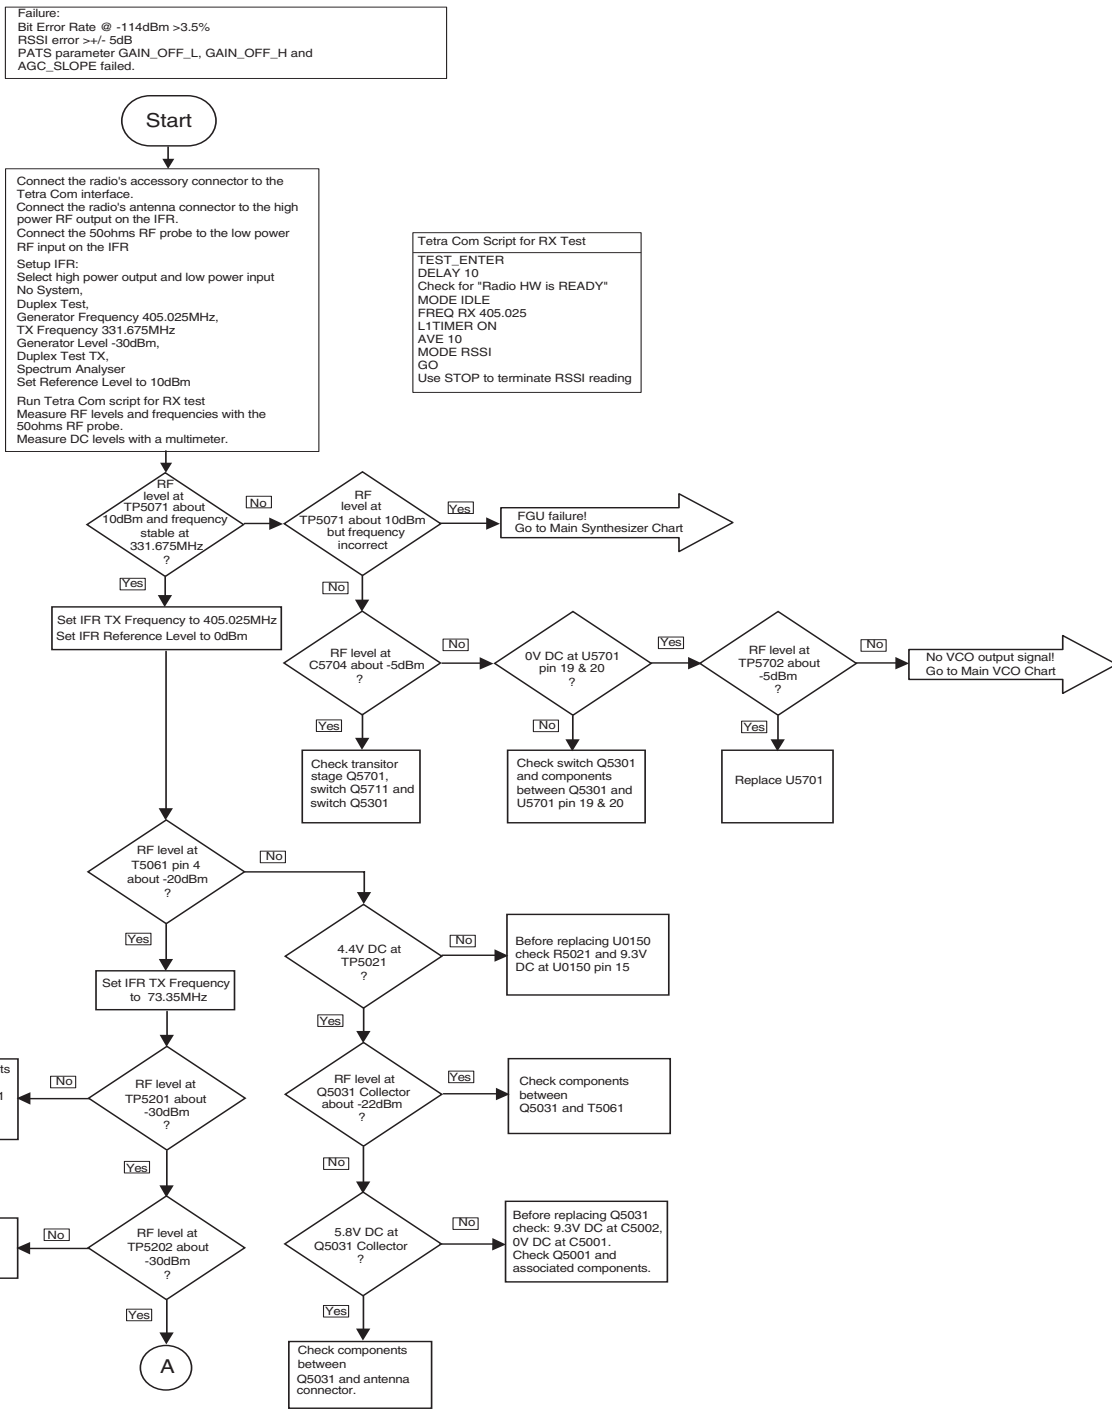 Failure:
Bit Error Rate @ -114dBm >3.5%
RSSI error >+/- 5dB
PATS parameter GAIN_OFF_L, GAIN_OFF_H and
AGC_SLOPE failed.
Start
Connect the radio's accessory connector to the
Tetra Com interface.
Connect the radio's antenna connector to the high
power RF output on the IFR.
Connect the 50ohms RF probe to the low power
RF input on the IFR
Setup IFR:
Select high power output and low power input
No System,
Duplex Test,
Generator Frequency 405.025MHz,
TX Frequency 331.675MHz
Generator Level -30dBm,
Duplex Test TX,
Spectrum Analyser
Set Reference Level to 10dBm
Run Tetra Com script for RX test
Measure RF levels and frequencies with the
50ohms RF probe.
Measure DC levels with a multimeter.
Tetra Com Script for RX Test
TEST_ENTER
DELAY 10
Check for "Radio HW is READY"
MODE IDLE
FREQ RX 405.025
L1TIMER ON
AVE 10
MODE RSSI
GO
Use STOP to terminate RSSI reading
RF
level at
TP5071 about
10dBm and frequency
stable at
331.675MHz
?
No
RF
level at
TP5071 about 10dBm
but frequency
incorrect
Yes
FGU failure!
Go to Main Synthesizer Chart
Yes
No
Set IFR TX Frequency to 405.025MHz
Set IFR Reference Level to 0dBm
RF level at
C5704 about -5dBm
?
No
0V DC at U5701
pin 19 & 20
?
Yes
RF level at
TP5702 about
-5dBm
?
No
No VCO output signal!
Go to Main VCO Chart
Yes
No
Yes
Check transitor
stage Q5701,
switch Q5711 and
switch Q5301
Check switch Q5301
and components
between Q5301 and
U5701 pin 19 & 20
Replace U5701
RF level at
T5061 pin 4
about -20dBm
?
No
Yes
4.4V DC at
TP5021
?
No
Before replacing U0150
check R5021 and 9.3V
DC at U0150 pin 15
Set IFR TX Frequency
to 73.35MHz
Yes
ts
1
No
RF level at
TP5201 about
-30dBm
?
RF level at
Q5031 Collector
about -22dBm
?
Yes
Check components
between
Q5031 and T5061
Yes
No
No
RF level at
TP5202 about
-30dBm
?
5.8V DC at
Q5031 Collector
?
No
Before replacing Q5031
check: 9.3V DC at C5002,
0V DC at C5001.
Check Q5001 and
associated components.
Yes
Yes
A
Check components
between
Q5031 and antenna
connector.